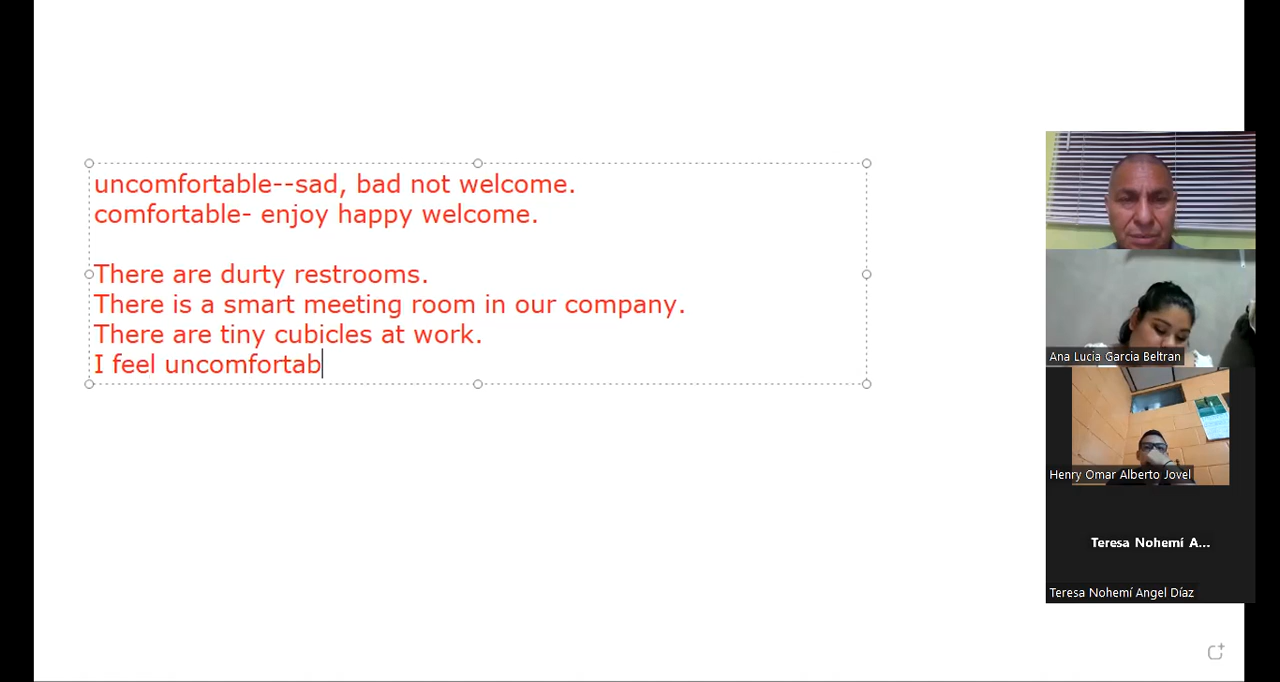 uncomfortable--sad, bad not welcome.
comfortable- enjoy happy welcome.
There are durty restrooms.
There is a smart meeting room in our company.
There are tiny cubicles at work.
I feel uncomfortab
Ana Lucia Garcia Beltran
Henry Omar Alberto Jovel
Teresa Nohemí A...
Teresa Nohemí Angel Díaz